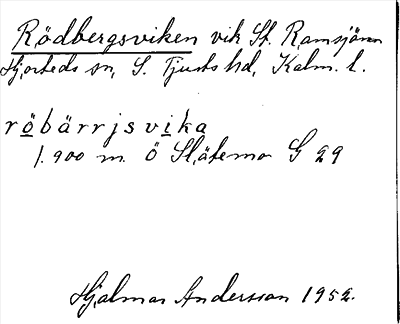 Rödbergsviken vik St. Ramsjön
Hjorteds sn, S. Tjusts hd, Kalm. l.
röbärrjsvika
1.900 m Ö Slätemo G 29
Hjalmar Andersson 1952.